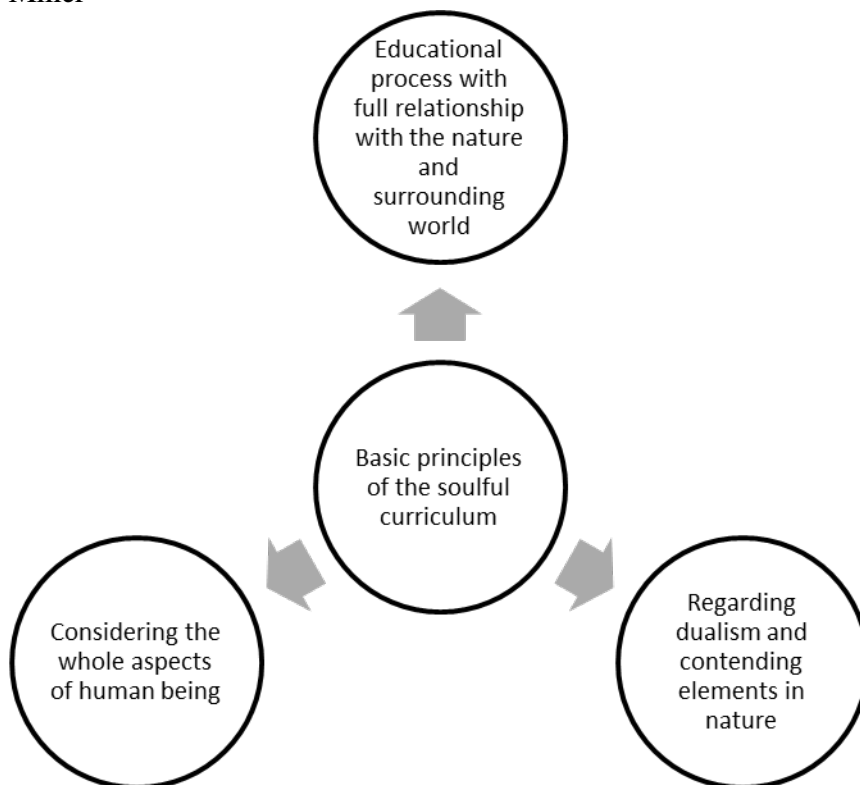 Miller
Educational
process with
full relationship
with the nature
and
surrounding
world
Basic principles
of the soulful
curriculum
Considering the
whole aspects
of human being
Regarding
dualism and
contending
elements in
nature